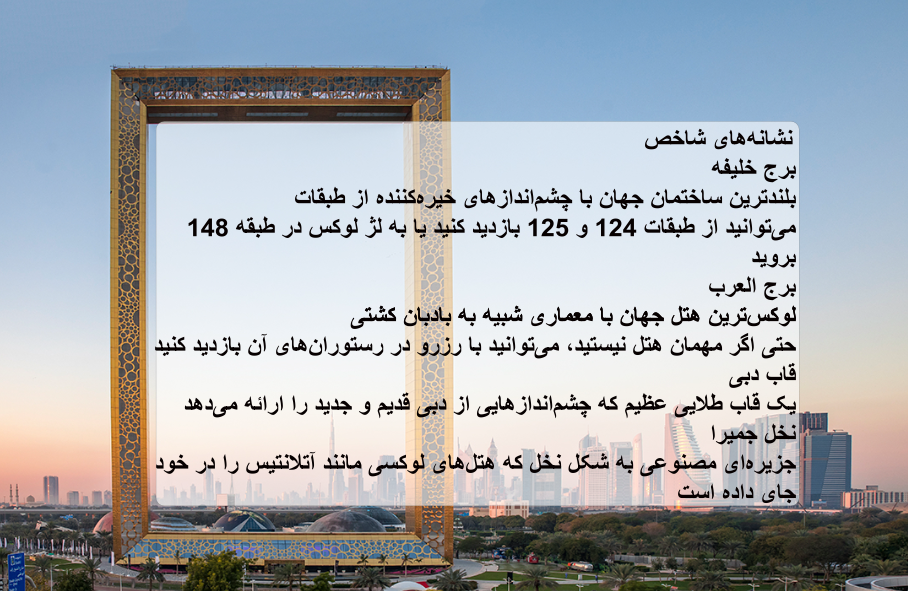 نشانه‌های شاخص
برج خلیفه
بلندترین ساختمان جهان با چشم‌اندازهای خیره‌کننده از طبقات
می‌توانید از طبقات 124 و 125 بازدید کنید یا به لژ لوکس در طبقه 148
بروید
برج العرب
لوکس‌ترین هتل جهان با معماری شبیه به بادبان کشتی
حتی اگر مهمان هتل نیستید، می‌توانید با رزرو در رستوران‌های آن بازدید کنید
قاب دبی
یک قاب طلایی عظیم که چشم‌اندازهایی از دبی قدیم و جدید را ارائه می‌دهد
نخل جمیرا
جزیره‌ای مصنوعی به شکل نخل که هتل‌های لوکسی مانند آتلانتیس را در خود
جای داده است